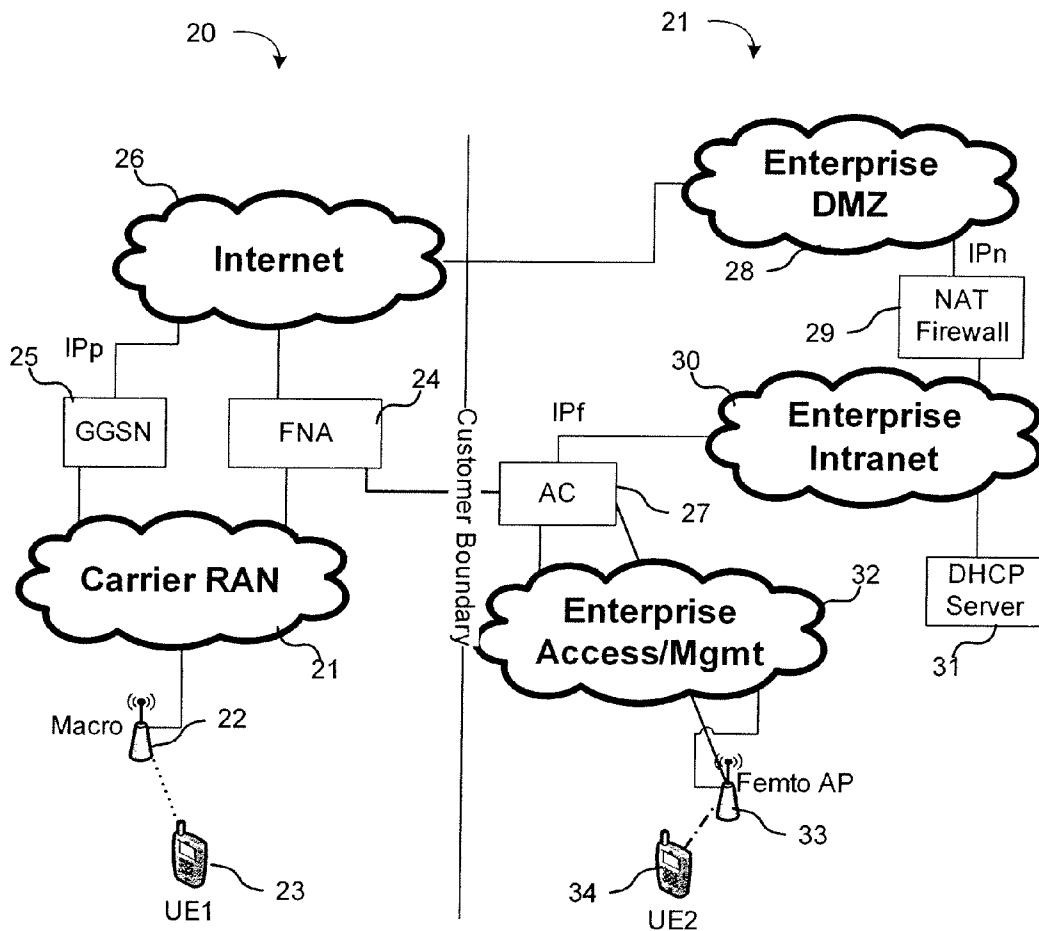 20
21
26
Internet
Enterprise
DMZ
28
IPn
NAT
Firewall
29
IPp
25
GGSN
24
FNA
Customer Boundary
30
Enterprise
Intranet
IPf
AC
27
Carrier RAN
21
32
Enterprise
Access/Mgmt
DHCP
Server
31
Macro
22
Femto AP
33
23
UE1
34
UE2